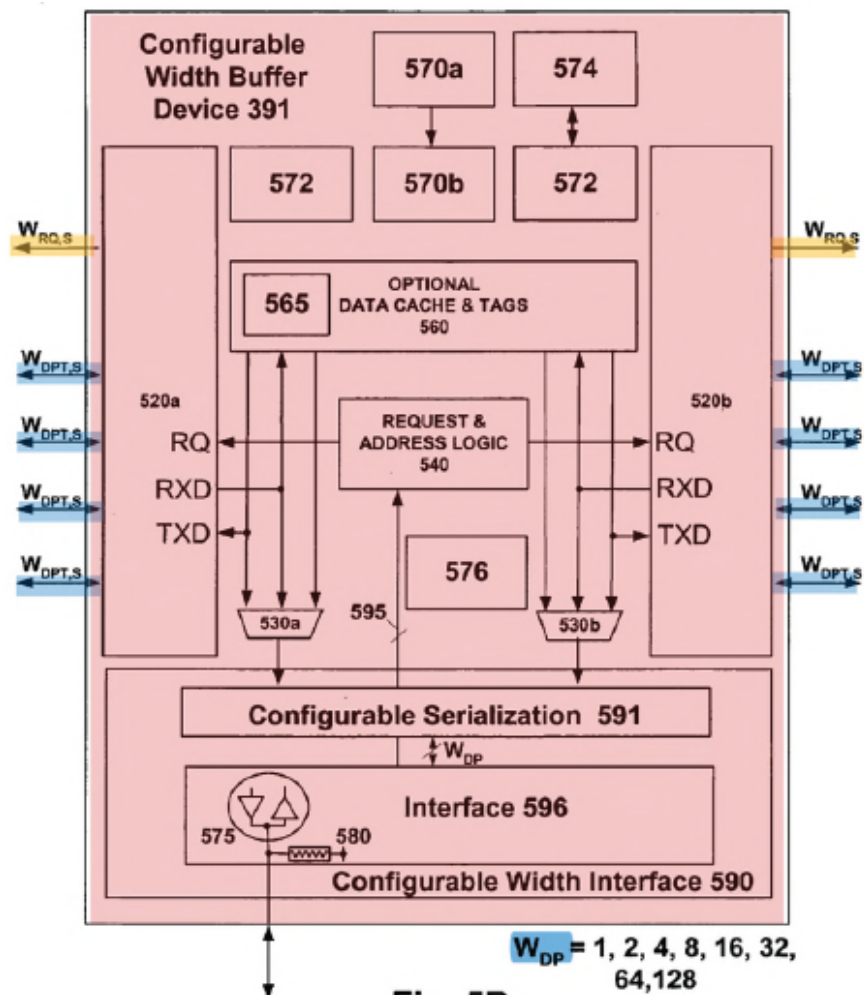 Configurable
Width Buffer
Device 391
570a
574
572
570b
572
W_RQ,S
W_RQ,S
OPTIONAL
565
DATA CACHE & TAGS
560
W_DPT,S
W_DPT,S
520a
520b
REQUEST &
ADDRESS LOGIC
540
W_DPT,S
RQ
RQ
W_DPT,S
W_DPT,S
RXD
RXD
W_DPT,S
TXD
TXD
W_DPT,S
576
W_DPT,S
530a
595
530b
Configurable Serialization 591
W_DP
Interface 596
575
580
Configurable Width Interface 590
W_DP = 1, 2, 4, 8, 16, 32,
64,128